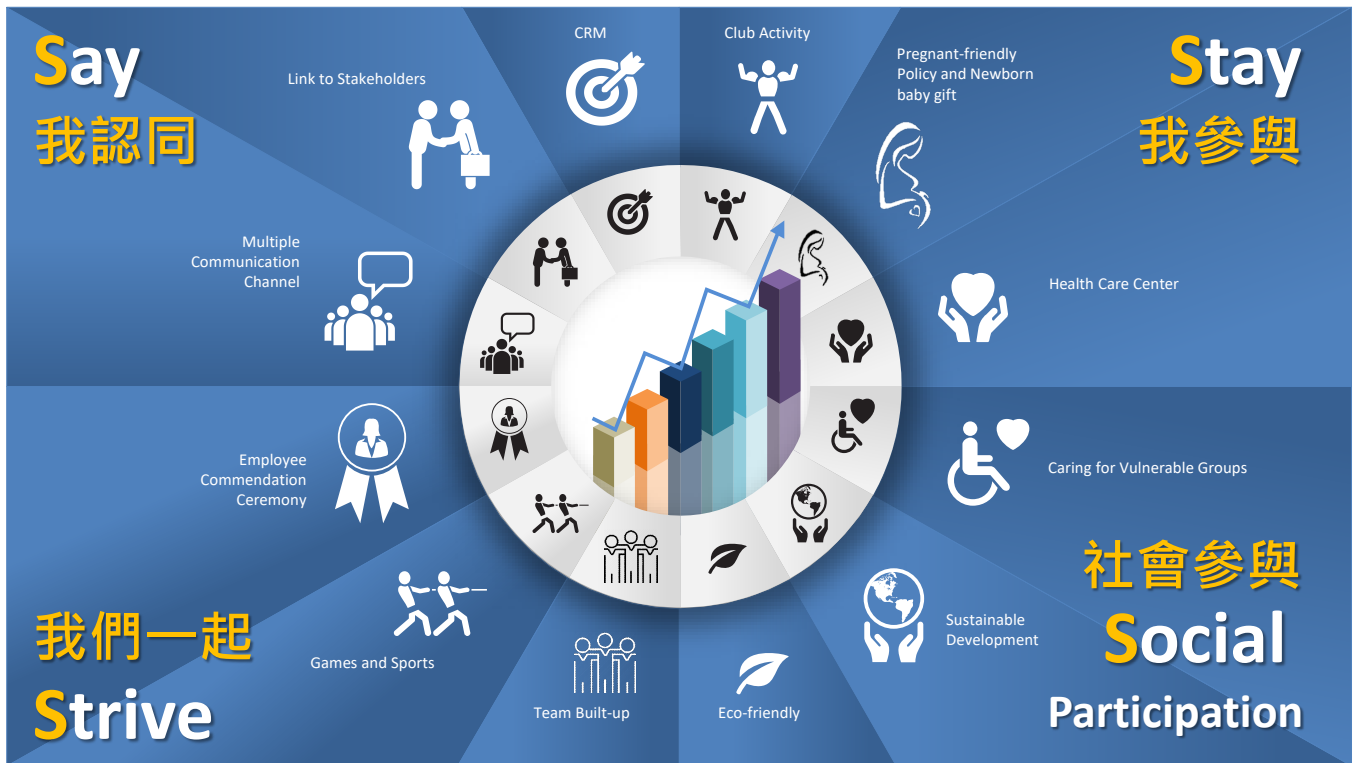 Say
我認同
Link to Stakeholders
CRM
Club Activity
Pregnant-friendly
Policy and Newborn
baby gift
Stay
我參與
Multiple
Communication
Channel
Health Care Center
Employee
Commendation
Ceremony
Caring for Vulnerable Groups
我們一起
Strive
Games and Sports
Team Built-up
Eco-friendly
Sustainable
Development
社會參與
Social
Participation